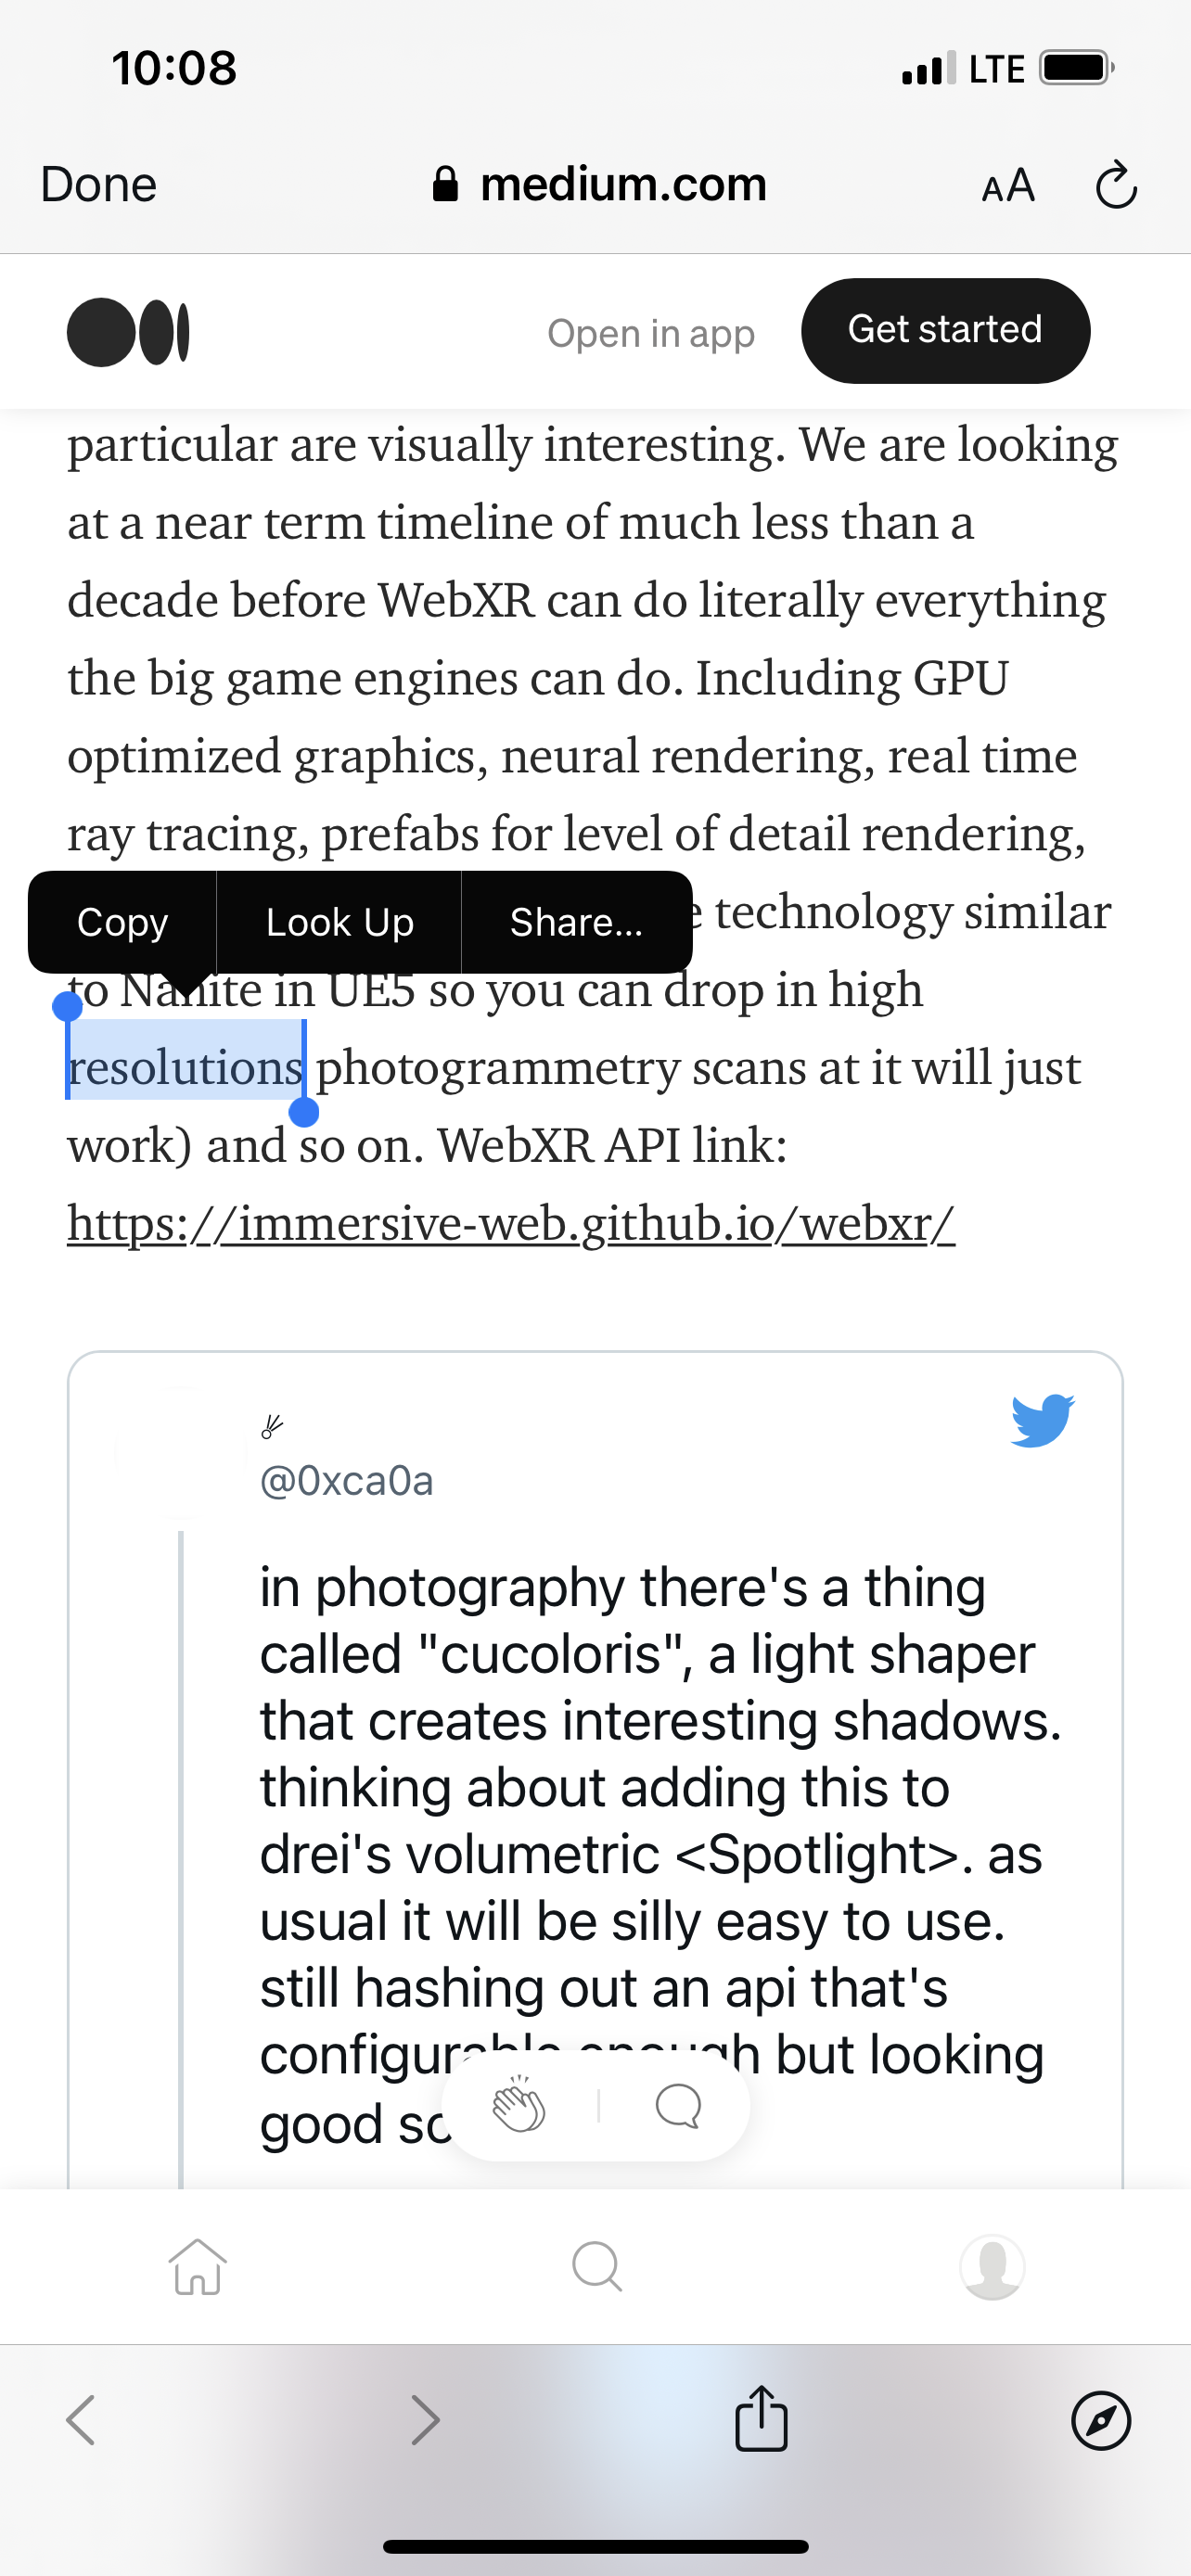 10:08
LTE
Done
medium.com
AA
Open in app
Get started
particular are visually interesting. We are looking
at a near term timeline of much less than a
decade before WebXR can do literally everything
the big game engines can do. Including GPU
optimized graphics, neural rendering, real time
ray tracing, prefabs for level of detail rendering,
Copy
Look Up
Share...
technology similar
to Nanite in UE5 so you can drop in high
resolutions photogrammetry scans at it will just
work) and so on. WebXR API link:
https://immersive-web.github.io/webxr/
@0xca0a
in photography there's a thing
called "cucoloris", a light shaper
that creates interesting shadows.
thinking about adding this to
drei's volumetric <Spotlight>. as
usual it will be silly easy to use.
still hashing out an api that's
configurable enough but looking
good